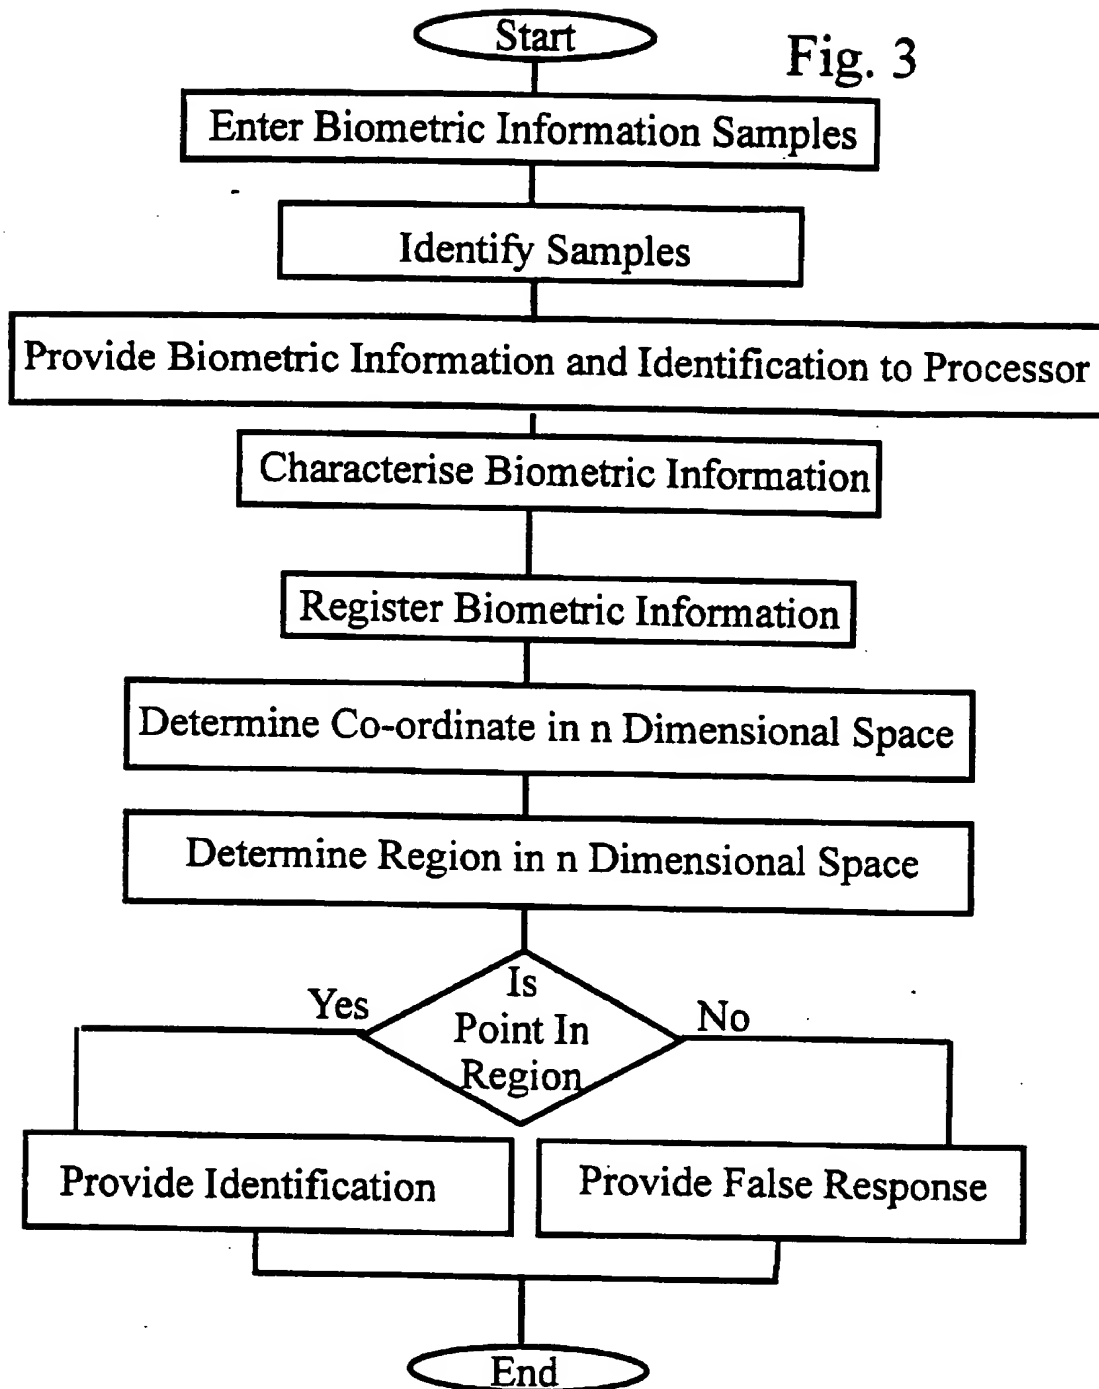 Start
Fig. 3
Enter Biometric Information Samples
Identify Samples
Provide Biometric Information and Identification to Processor
Characterise Biometric Information
Register Biometric Information
Determine Co-ordinate in n Dimensional Space
Determine Region in n Dimensional Space
Is
Point In
Region
Yes
No
Provide Identification
Provide False Response
End